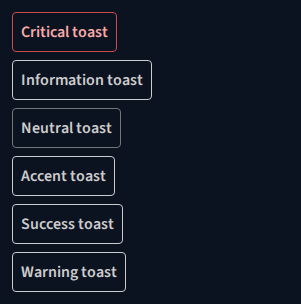 Critical toast
Information toast
Neutral toast
Accent toast
Success toast
Warning toast